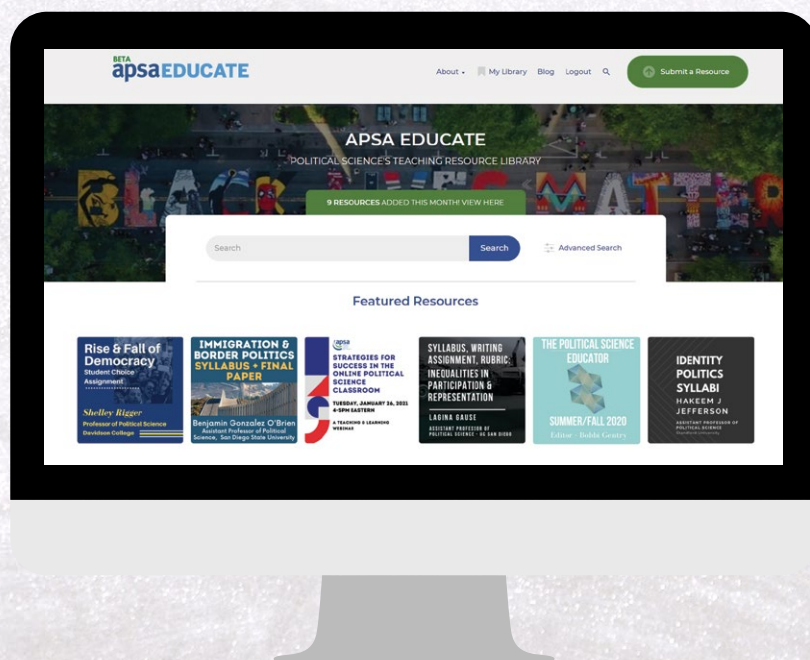 BETA
apsaEDUCATE
About
My Library
Blog
Logout
Submit a Resource
BLACK LIVES MATTER
APSA EDUCATE
POLITICAL SCIENCE'S TEACHING RESOURCE LIBRARY
9 RESOURCES ADDED THIS MONTH! VIEW HERE
Search
Search
Advanced Search
Featured Resources
Rise & Fall of
Democracy
Student Choice
Assignment
Shelley Rigger
Professor of Political Science
Davidson College
IMMIGRATION &
BORDER POLITICS
SYLLABUS + FINAL
PAPER
Benjamin Gonzalez O'Brien
Assistant Professor of Political
Science, San Diego State University
apsa
STRATEGIES FOR
SUCCESS IN THE
ONLINE POLITICAL
SCIENCE
CLASSROOM
TUESDAY, JANUARY 26, 2021
4-5PM EASTERN
A TEACHING & LEARNING
WEBINAR
SYLLABUS, WRITING
ASSIGNMENT, RUBRIC:
INEQUALITIES IN
PARTICIPATION &
REPRESENTATION
LAGINA GAUSE
ASSISTANT PROFESSOR OF
POLITICAL SCIENCE - UC SAN DIEGO
THE POLITICAL SCIENCE
EDUCATOR
SUMMER/FALL 2020
Editor - Bobbi Gentry
IDENTITY
POLITICS
SYLLABI
HAKEEM J
JEFFERSON
ASSISTANT PROFESSOR OF
POLITICAL SCIENCE